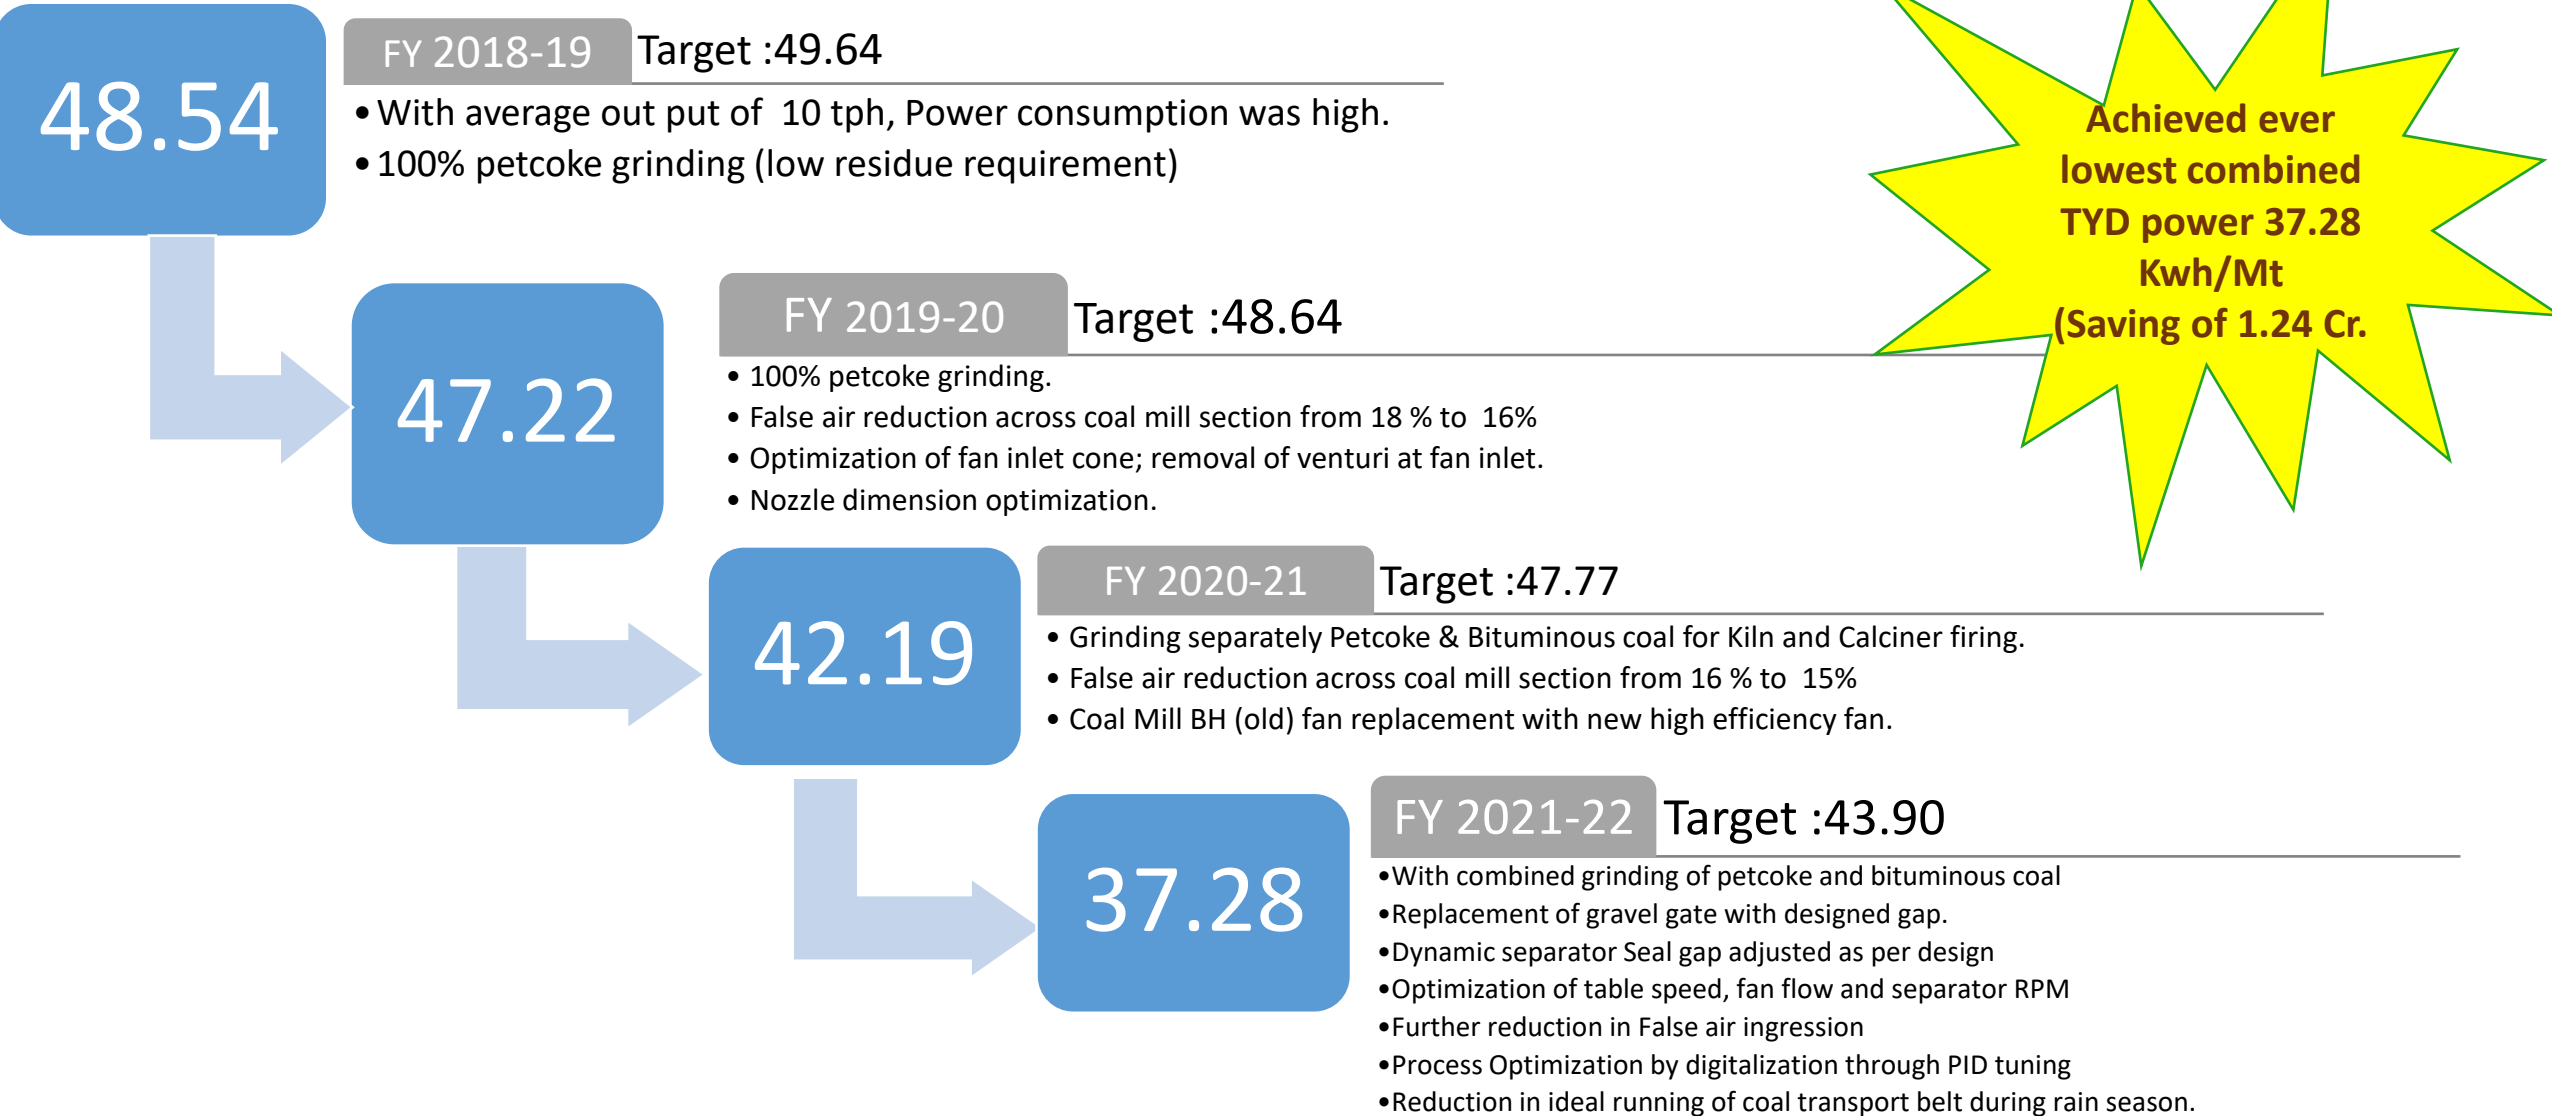 48.54
FY 2018-19 Target :49.64
•With average out put of 10 tph, Power consumption was high.
•100% petcoke grinding (low residue requirement)
Achieved ever
lowest combined
TYD power 37.28
Kwh/Mt
(Saving of 1.24 Cr.
47.22
FY 2019-20 Target :48.64
• 100% petcoke grinding.
• False air reduction across coal mill section from 18 % to 16%
• Optimization of fan inlet cone; removal of venturi at fan inlet.
• Nozzle dimension optimization.
42.19
FY 2020-21 Target :47.77
• Grinding separately Petcoke & Bituminous coal for Kiln and Calciner firing.
• False air reduction across coal mill section from 16 % to 15%
• Coal Mill BH (old) fan replacement with new high efficiency fan.
37.28
FY 2021-22 Target :43.90
•With combined grinding of petcoke and bituminous coal
•Replacement of gravel gate with designed gap.
•Dynamic separator Seal gap adjusted as per design
•Optimization of table speed, fan flow and separator RPM
•Further reduction in False air ingression
•Process Optimization by digitalization through PID tuning
•Reduction in ideal running of coal transport belt during rain season.